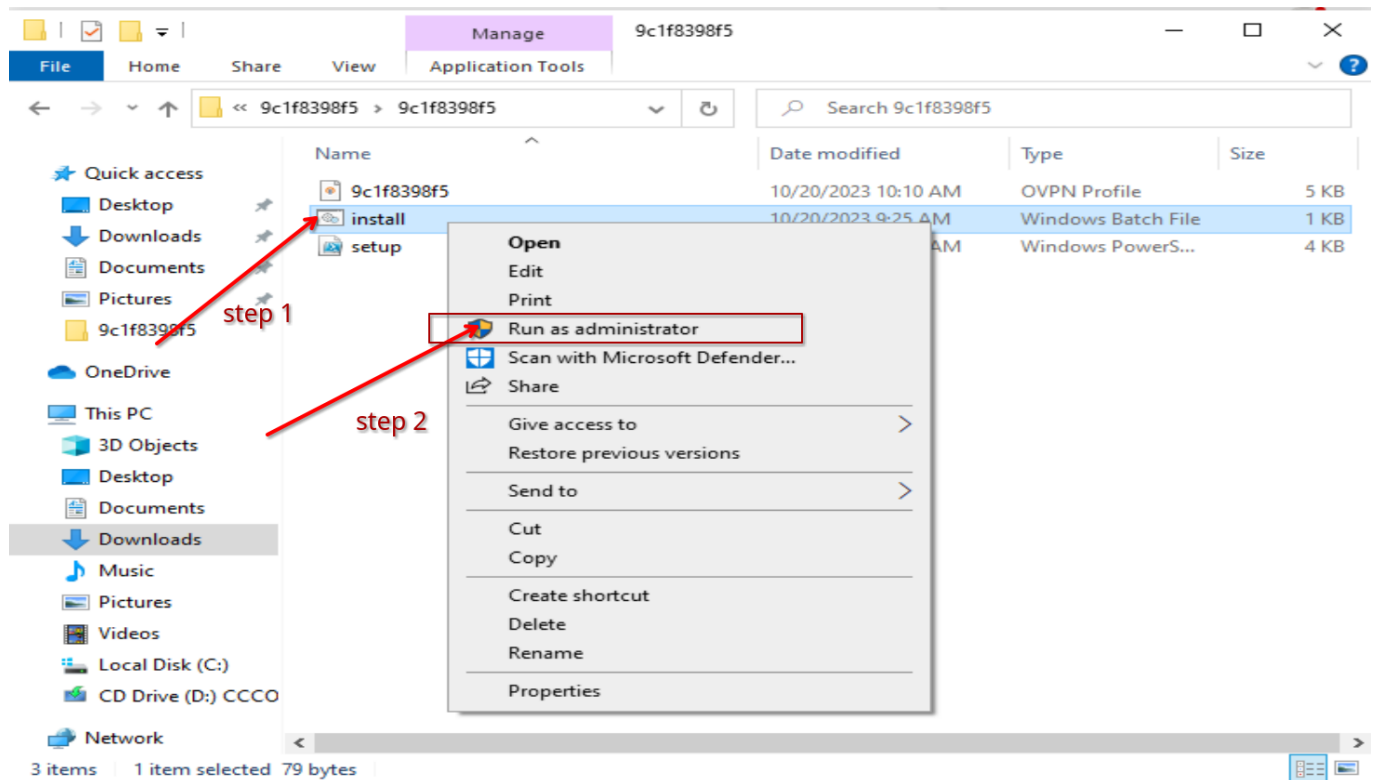 Manage
9c1f8398f5
File
Home
Share
View
Application Tools
9c1f8398f5
9c1f8398f5
Search 9c1f8398f5
Name
Date modified
Type
Size
Quick access
Desktop
Downloads
Documents
Pictures
9c1f8398f5
OneDrive
This PC
3D Objects
Desktop
Documents
Downloads
Music
Pictures
Videos
Local Disk (C:)
CD Drive (D:) CCCO
Network
9c1f8398f5 10/20/2023 10:10 AM OVPN Profile 5 KB
install 10/20/2023 9:25 AM Windows Batch File 1 KB
setup AM Windows PowerS... 4 KB
step 1
step 2
Open
Edit
Print
Run as administrator
Scan with Microsoft Defender...
Share
Give access to
Restore previous versions
Send to
Cut
Copy
Create shortcut
Delete
Rename
Properties
3 items
1 item selected 79 bytes